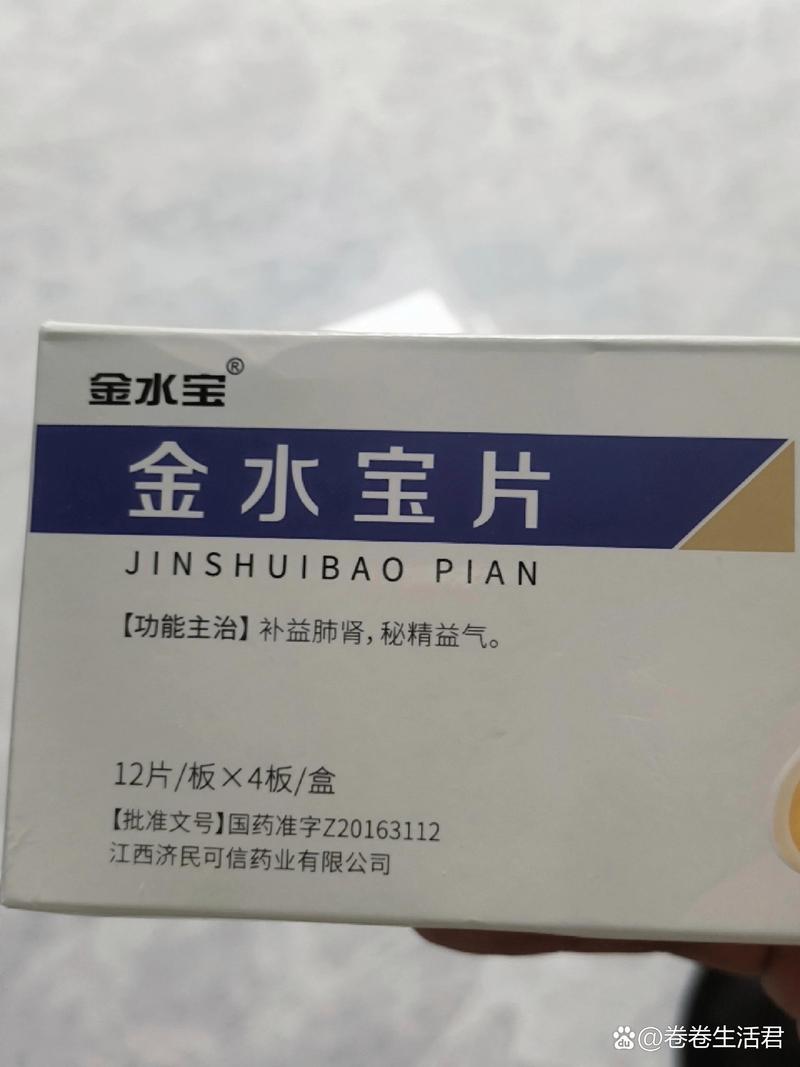 金水宝®
金水宝片
JINSHUIBAO PIAN
【功能主治】补益肺肾，秘精益气。
12片/板×4板/盒
【批准文号】国药准字Z20163112
江西济民可信药业有限公司
du @卷卷生活君